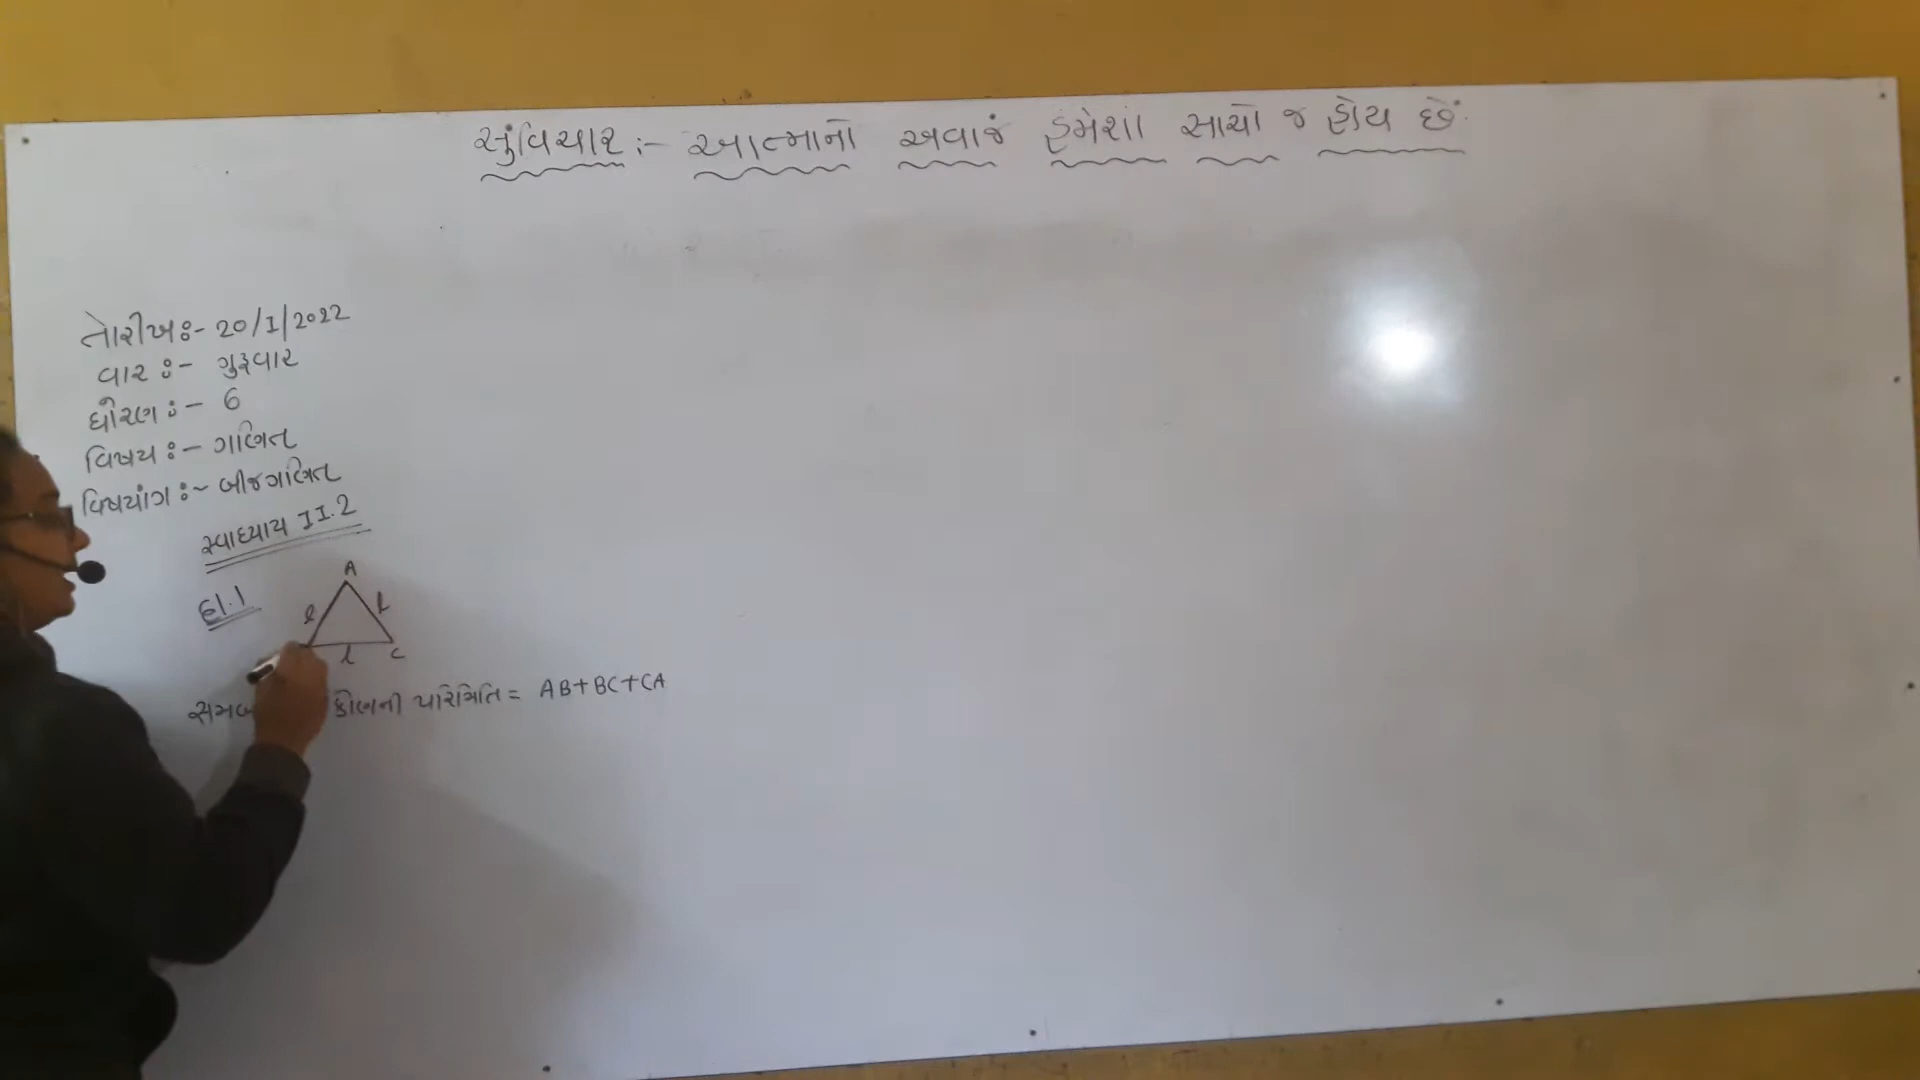 સુવિચાર :- આત્માનો અવાજ હમેશા સાચો જ હોય છે.
તારીખ :- 20/1/2022
વાર :- ગુરૂવાર
ધોરણ :- 6
વિષય :- ગણિત
વિષયાંગ :- બીજગણિત
સ્વાધ્યાય 11.2
દા.1
A
l l
l C
કોણની પરિમિતિ = AB+BC+CA